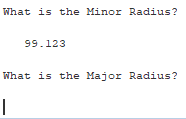 What is the Minor Radius?
99.123
What is the Major Radius?